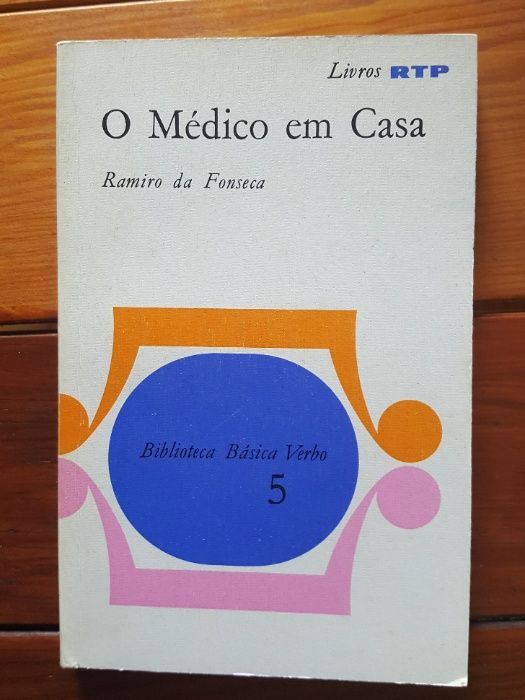 Livros RTP
O Médico em Casa
Ramiro da Fonseca
Biblioteca Básica Verbo
5